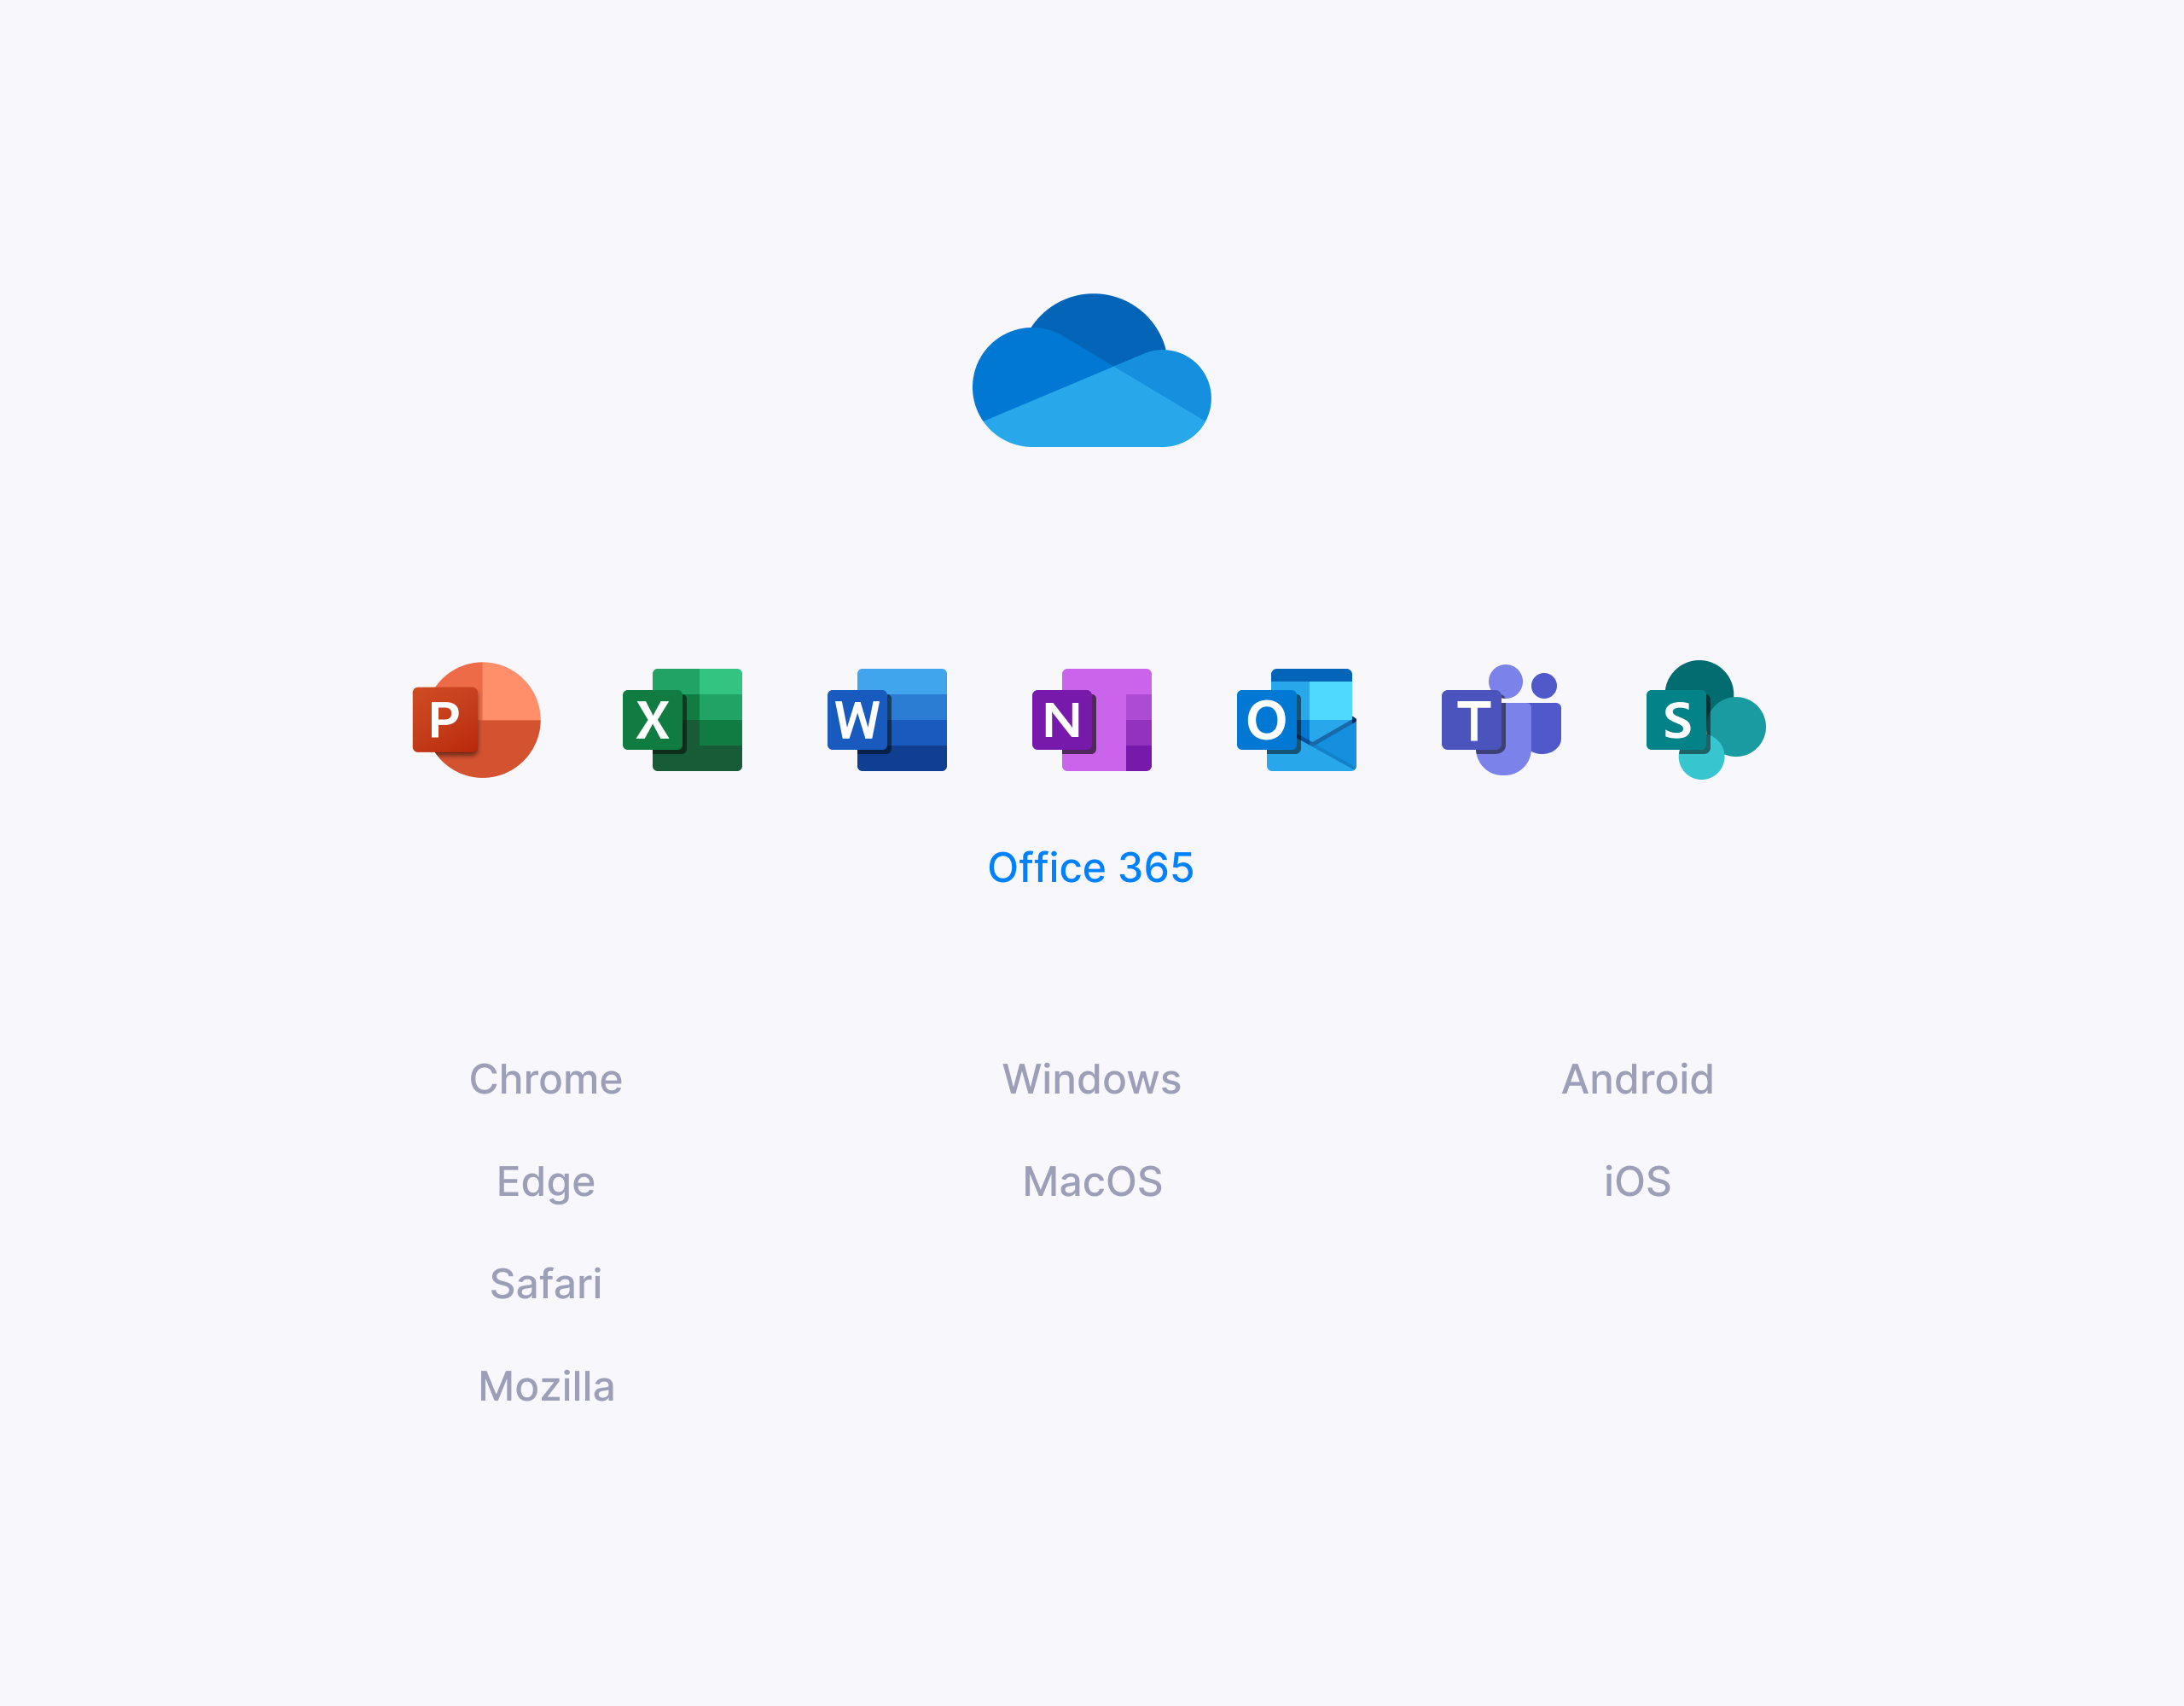 P X W N O T S
Office 365
Chrome Windows Android
Edge MacOS iOS
Safari
Mozilla